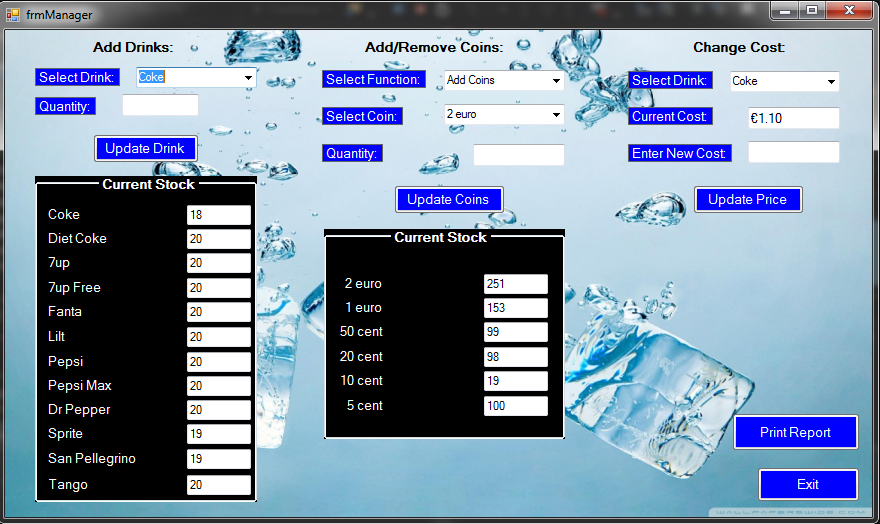 frmManager
Add Drinks:
Select Drink: Coke
Quantity:
Update Drink
Current Stock
Coke 18
Diet Coke 20
7up 20
7up Free 20
Fanta 20
Lilt 20
Pepsi 20
Pepsi Max 20
Dr Pepper 20
Sprite 19
San Pellegrino 19
Tango 20
Add/Remove Coins:
Select Function: Add Coins
Select Coin: 2 euro
Quantity:
Update Coins
Current Stock
2 euro 251
1 euro 153
50 cent 99
20 cent 98
10 cent 19
5 cent 100
Change Cost:
Select Drink: Coke
Current Cost: €1.10
Enter New Cost:
Update Price
Print Report
Exit
WALLPAPERSWIDE.COM